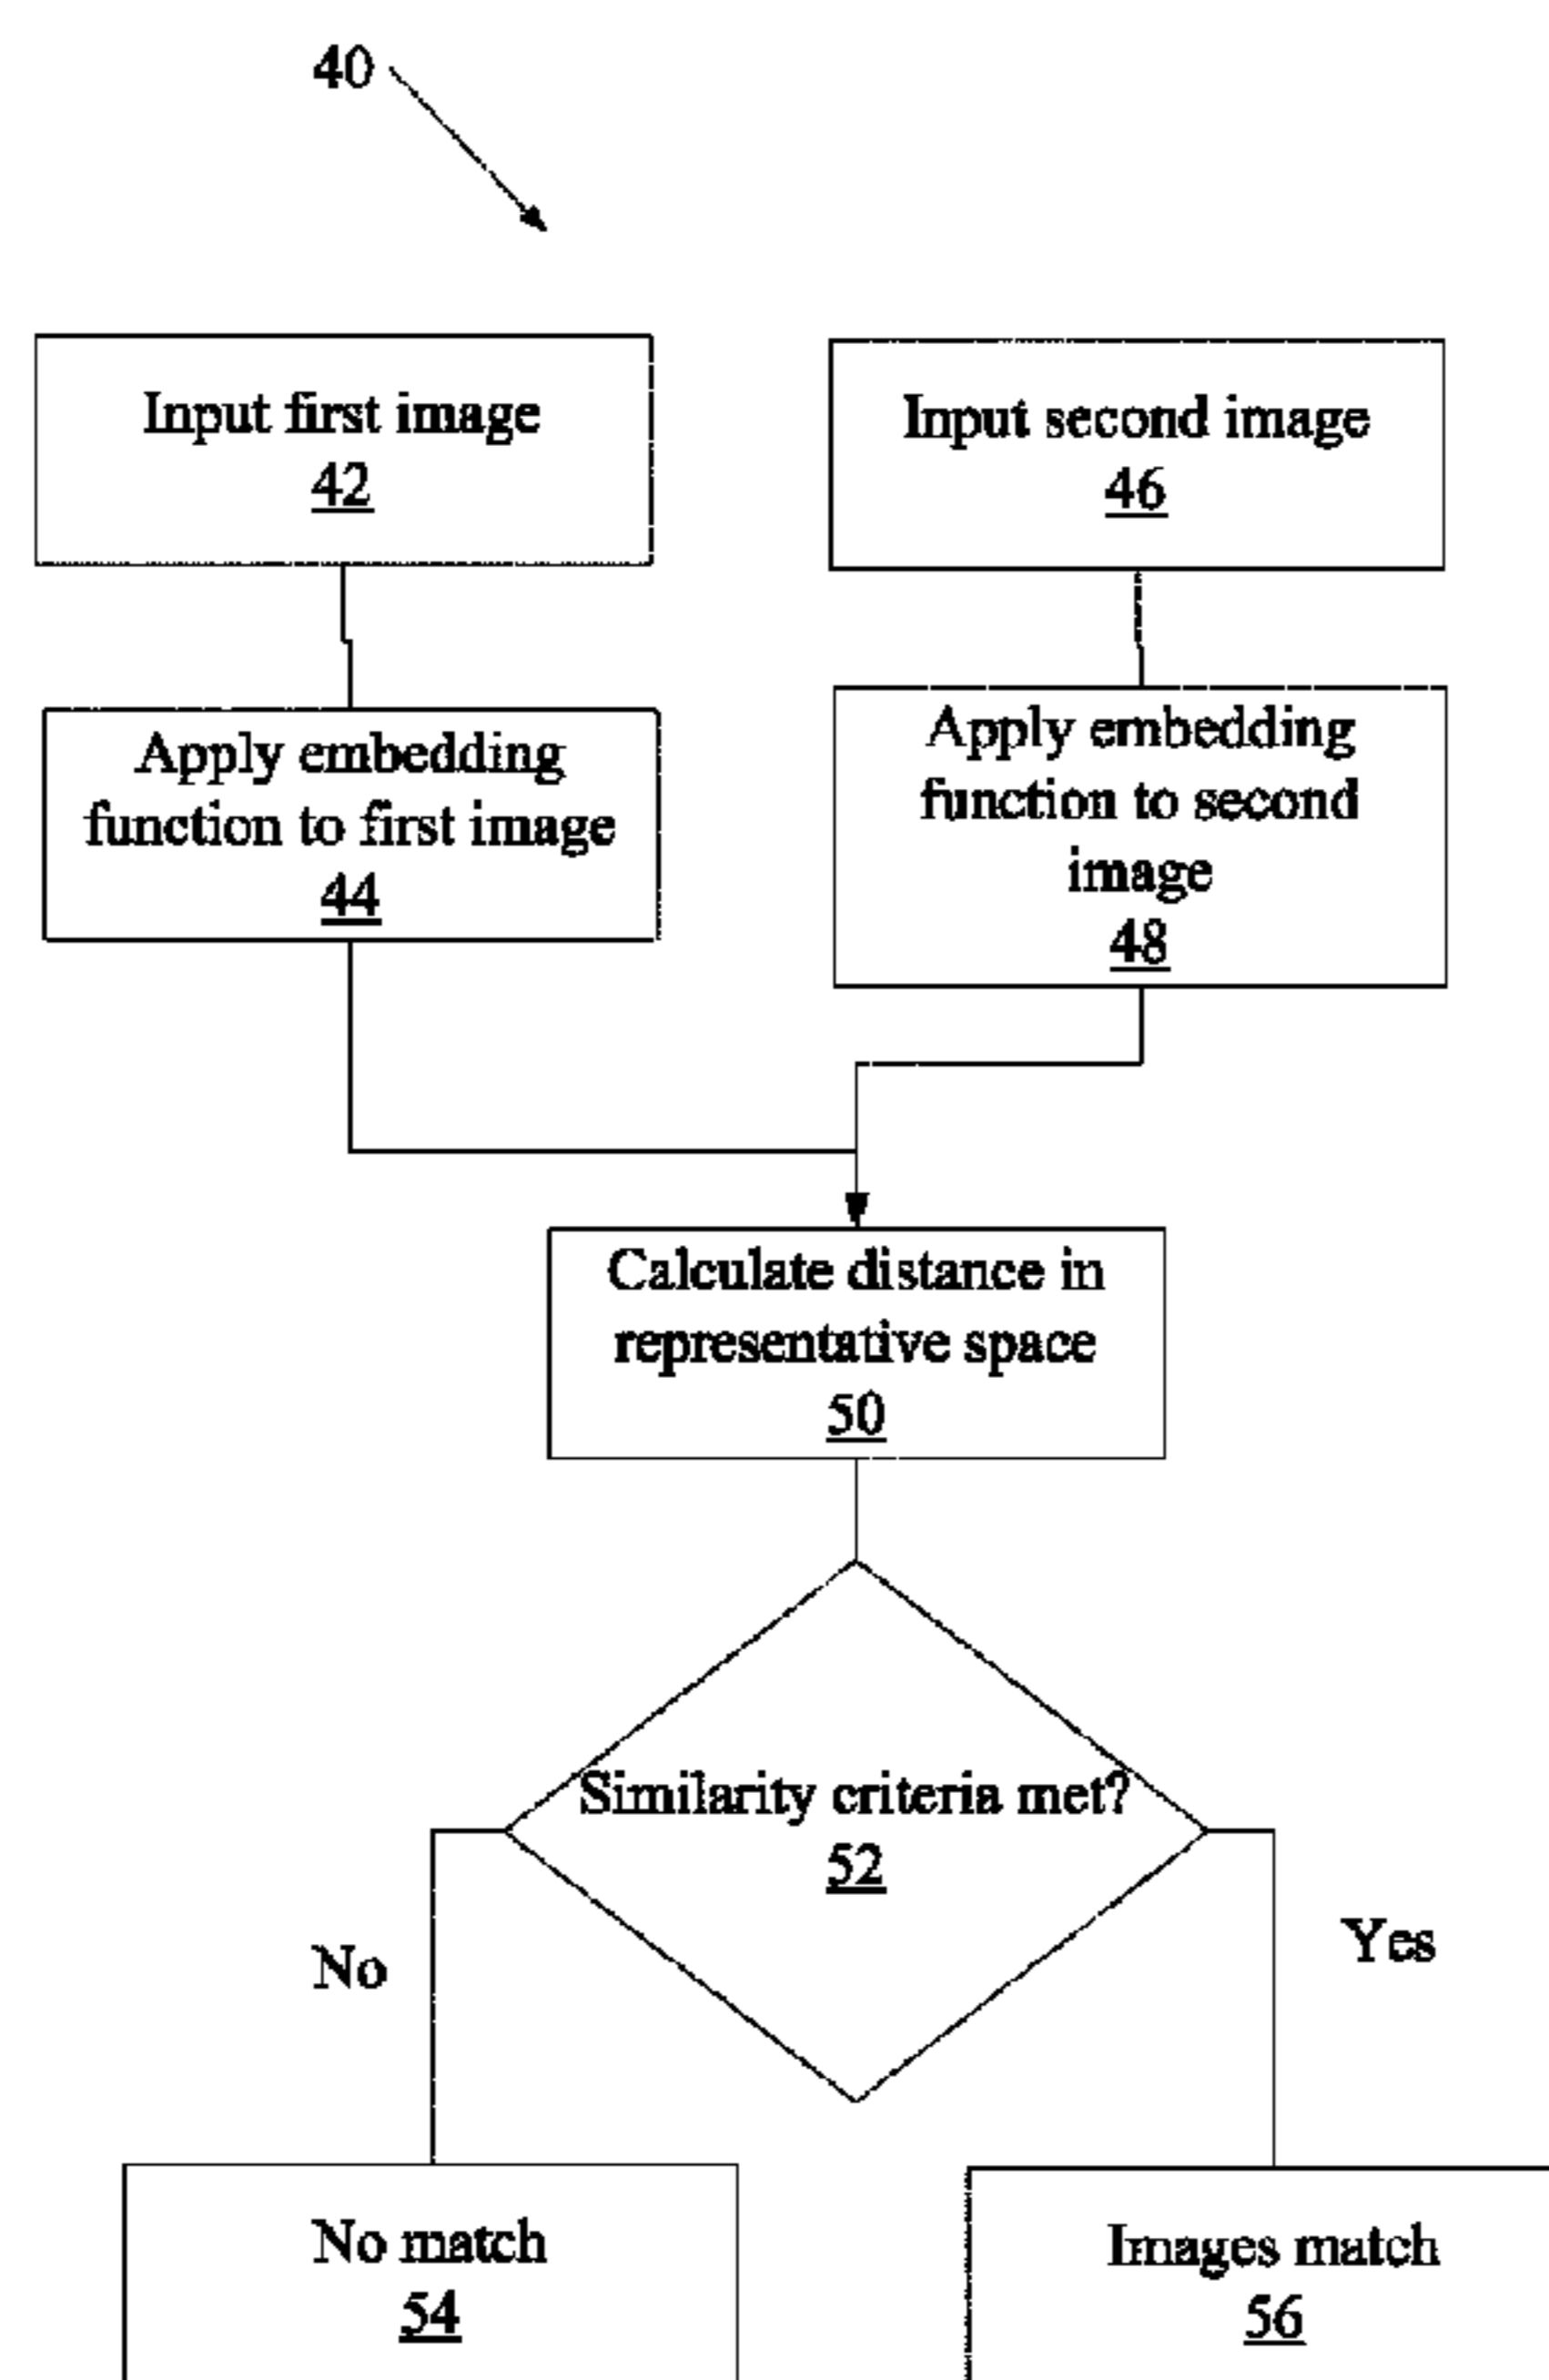 40
Input first image
42
Input second image
46
Apply embedding
function to first image
44
Apply embedding
function to second
image
48
Calculate distance in
representative space
50
Similarity criteria met?
52
No
Yes
No match
54
Images match
56